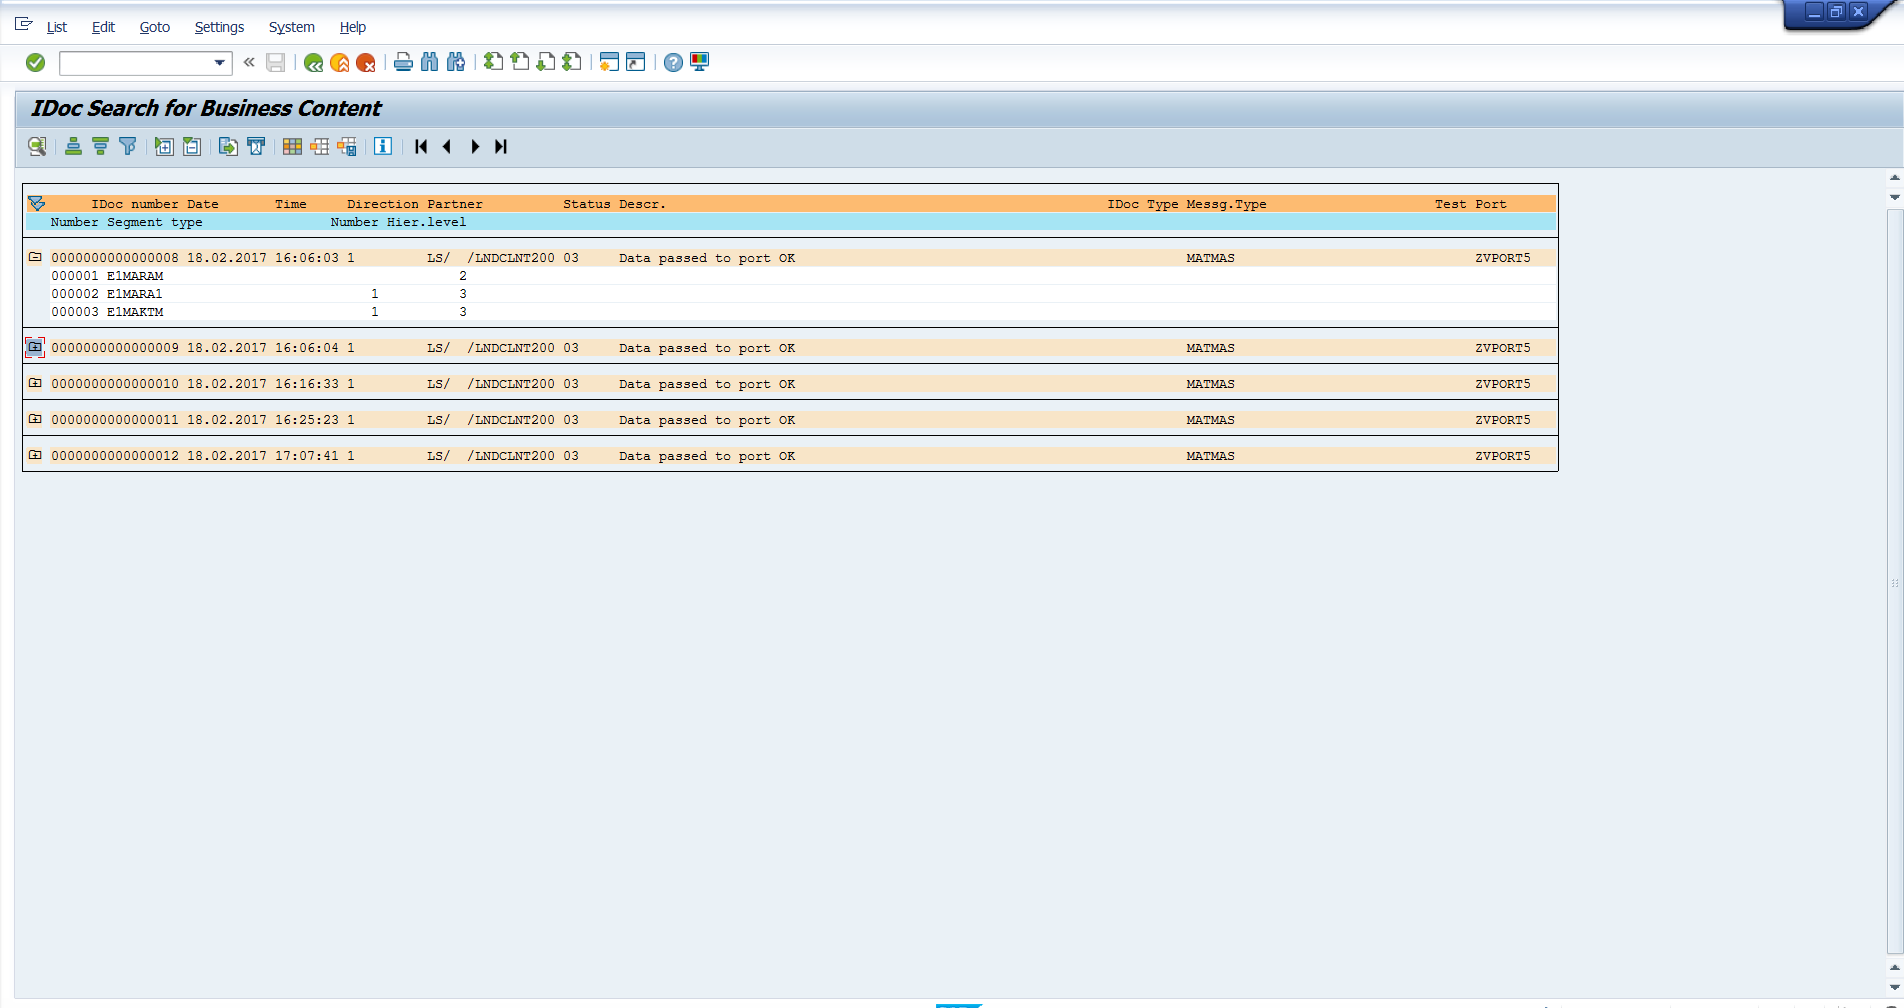 List Edit Goto Settings System Help
IDoc Search for Business Content
IDoc number Date Time Direction Partner Status Descr. IDoc Type Messg.Type Test Port
Number Segment type Number Hier.level
0000000000000008 18.02.2017 16:06:03 1 LS/ /LNDCLNT200 03 Data passed to port OK MATMAS ZVPORT5
000001 E1MARAM 2
000002 E1MARA1 1 3
000003 E1MAKTM 1 3
0000000000000009 18.02.2017 16:06:04 1 LS/ /LNDCLNT200 03 Data passed to port OK MATMAS ZVPORT5
0000000000000010 18.02.2017 16:16:33 1 LS/ /LNDCLNT200 03 Data passed to port OK MATMAS ZVPORT5
0000000000000011 18.02.2017 16:25:23 1 LS/ /LNDCLNT200 03 Data passed to port OK MATMAS ZVPORT5
0000000000000012 18.02.2017 17:07:41 1 LS/ /LNDCLNT200 03 Data passed to port OK MATMAS ZVPORT5